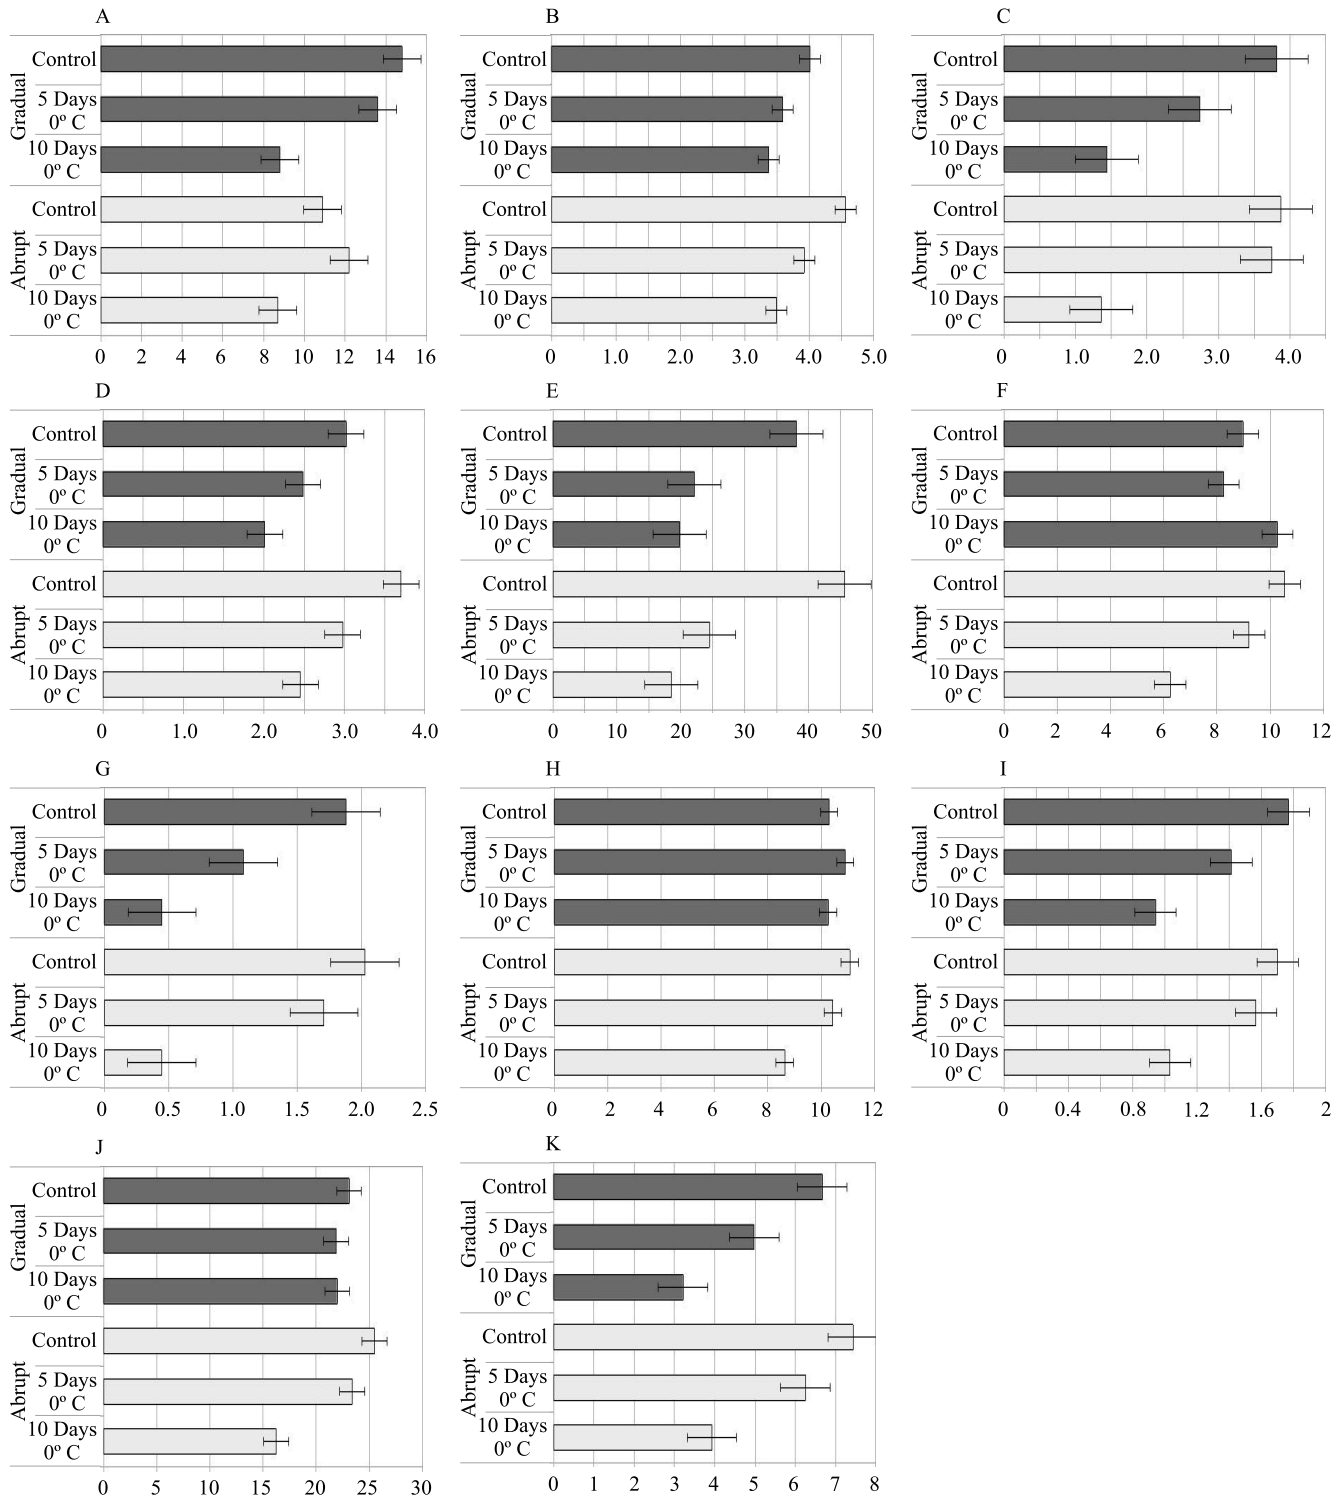 A
Gradual
Control
5 Days
0º C
10 Days
0º C
Abrupt
Control
5 Days
0º C
10 Days
0º C
0 2 4 6 8 10 12 14 16
B
Gradual
Control
5 Days
0º C
10 Days
0º C
Abrupt
Control
5 Days
0º C
10 Days
0º C
0 1.0 2.0 3.0 4.0 5.0
C
Gradual
Control
5 Days
0º C
10 Days
0º C
Abrupt
Control
5 Days
0º C
10 Days
0º C
0 1.0 2.0 3.0 4.0
D
Gradual
Control
5 Days
0º C
10 Days
0º C
Abrupt
Control
5 Days
0º C
10 Days
0º C
0 1.0 2.0 3.0 4.0
E
Gradual
Control
5 Days
0º C
10 Days
0º C
Abrupt
Control
5 Days
0º C
10 Days
0º C
0 10 20 30 40 50
F
Gradual
Control
5 Days
0º C
10 Days
0º C
Abrupt
Control
5 Days
0º C
10 Days
0º C
0 2 4 6 8 10 12
G
Gradual
Control
5 Days
0º C
10 Days
0º C
Abrupt
Control
5 Days
0º C
10 Days
0º C
0 0.5 1.0 1.5 2.0 2.5
H
Gradual
Control
5 Days
0º C
10 Days
0º C
Abrupt
Control
5 Days
0º C
10 Days
0º C
0 2 4 6 8 10 12
I
Gradual
Control
5 Days
0º C
10 Days
0º C
Abrupt
Control
5 Days
0º C
10 Days
0º C
0 0.4 0.8 1.2 1.6 2
J
Gradual
Control
5 Days
0º C
10 Days
0º C
Abrupt
Control
5 Days
0º C
10 Days
0º C
0 5 10 15 20 25 30
K
Gradual
Control
5 Days
0º C
10 Days
0º C
Abrupt
Control
5 Days
0º C
10 Days
0º C
0 1 2 3 4 5 6 7 8